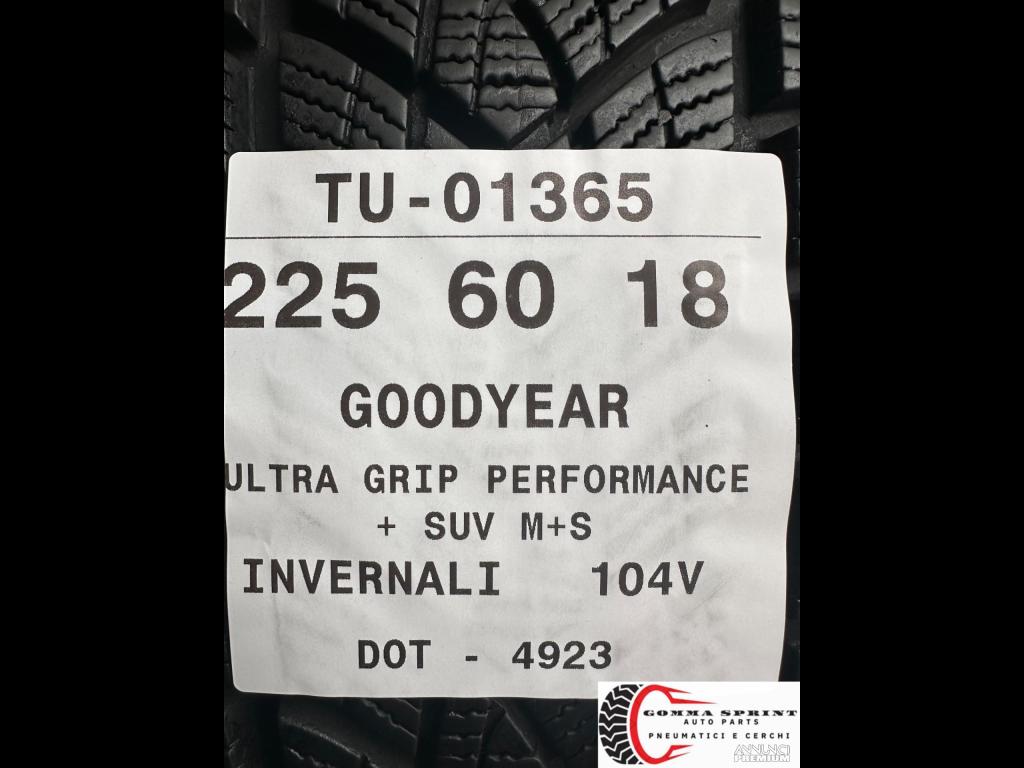 TU-01365
225 60 18
GOODYEAR
ULTRA GRIP PERFORMANCE
+ SUV M+S
INVERNALI 104V
DOT - 4923
GOMMA SPRINT
AUTO PARTS
PNEUMATICI E CERCHI
ANNUNCI
PREMIUM